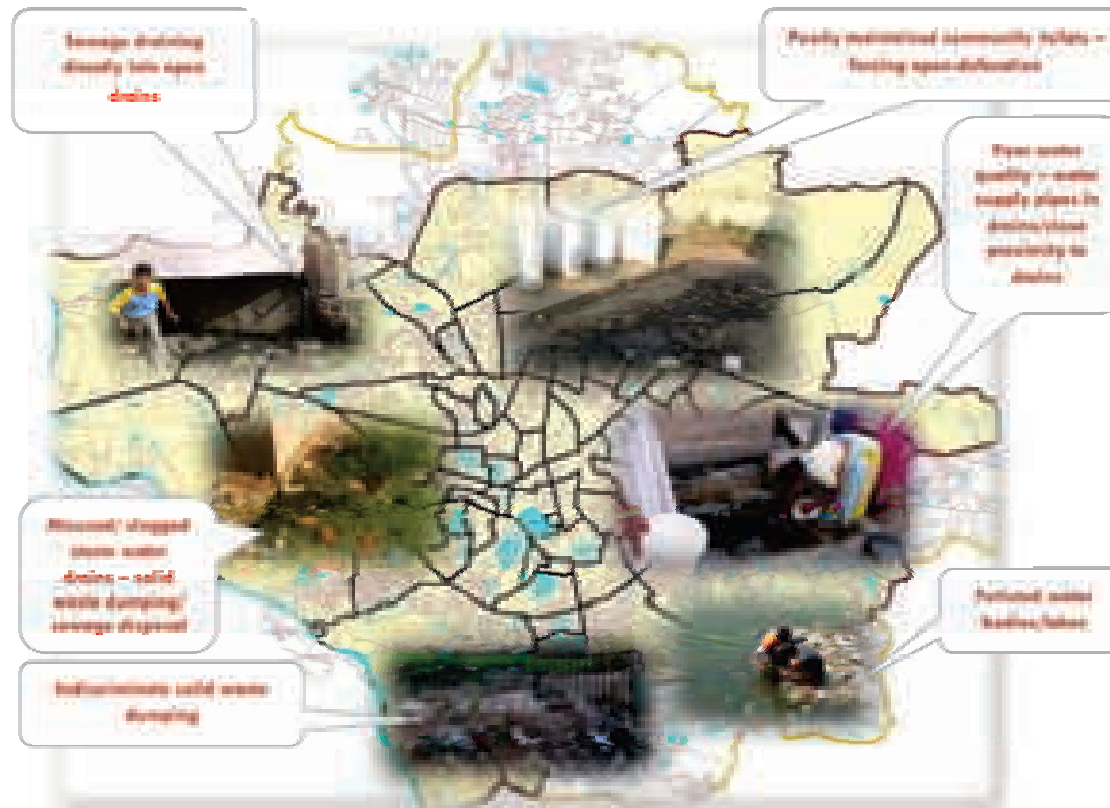 Sewage draining
directly into open
drains
Poorly maintained community toilets –
forcing open-defecation
Poor water
quality – water
supply pipes in
drains/close
proximity to
drains
Misused/ clogged
storm water
drains – solid
waste dumping/
sewage disposal
Polluted water
bodies/lakes
Indiscriminate solid waste
dumping